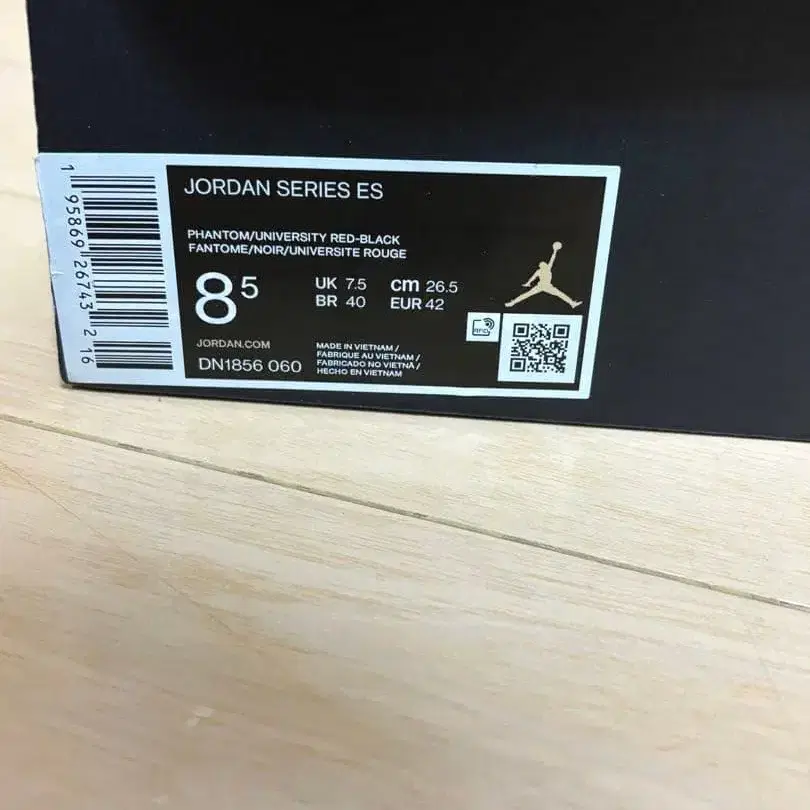 JORDAN SERIES ES
PHANTOM/UNIVERSITY RED-BLACK
FANTOME/NOIR/UNIVERSITE ROUGE
8 5
UK 7.5 cm 26.5
BR 40 EUR 42
JORDAN.COM
DN1856 060
MADE IN VIETNAM /
FABRIQUE AU VIETNAM /
FABRICADO NO VIETNÃ /
HECHO EN VIETNAM
1 95869 26743 2 16